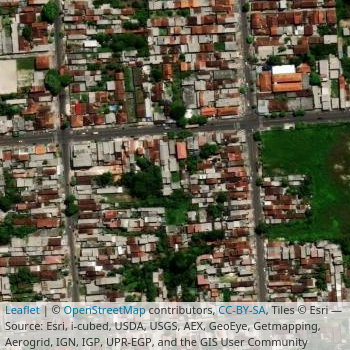 Leaflet | © OpenStreetMap contributors, CC-BY-SA, Tiles © Esri —
Source: Esri, i-cubed, USDA, USGS, AEX, GeoEye, Getmapping,
Aerogrid, IGN, IGP, UPR-EGP, and the GIS User Community